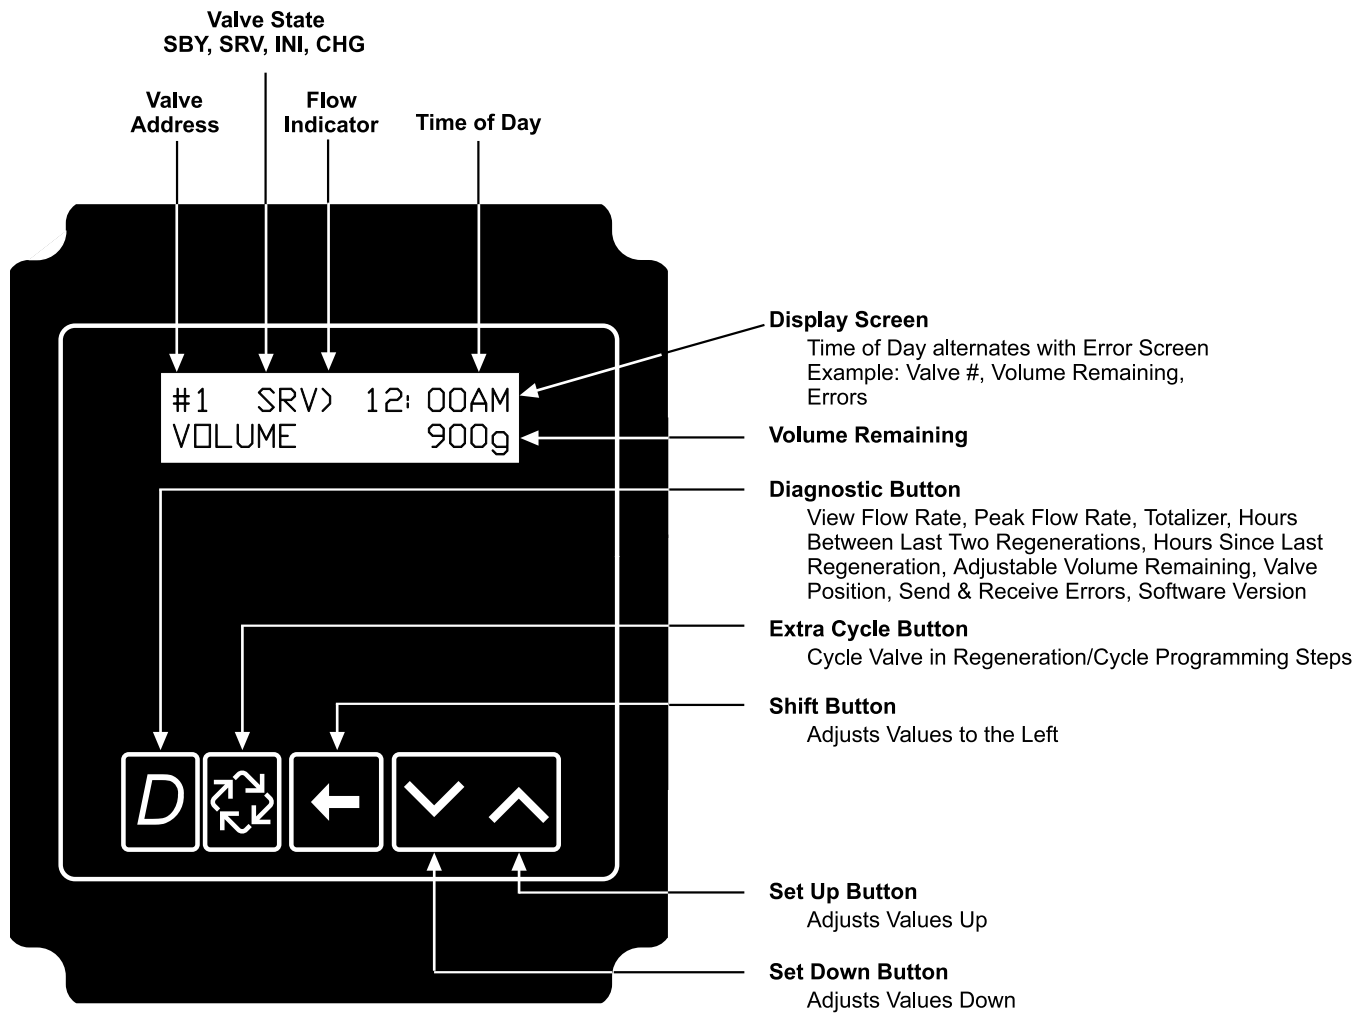 Valve State
SBY, SRV, INI, CHG
Valve
Address
Flow
Indicator
Time of Day
#1 SRV> 12:00AM
VOLUME 900g
Display Screen
Time of Day alternates with Error Screen
Example: Valve #, Volume Remaining,
Errors
Volume Remaining
Diagnostic Button
View Flow Rate, Peak Flow Rate, Totalizer, Hours
Between Last Two Regenerations, Hours Since Last
Regeneration, Adjustable Volume Remaining, Valve
Position, Send & Receive Errors, Software Version
Extra Cycle Button
Cycle Valve in Regeneration/Cycle Programming Steps
Shift Button
Adjusts Values to the Left
D
Set Up Button
Adjusts Values Up
Set Down Button
Adjusts Values Down